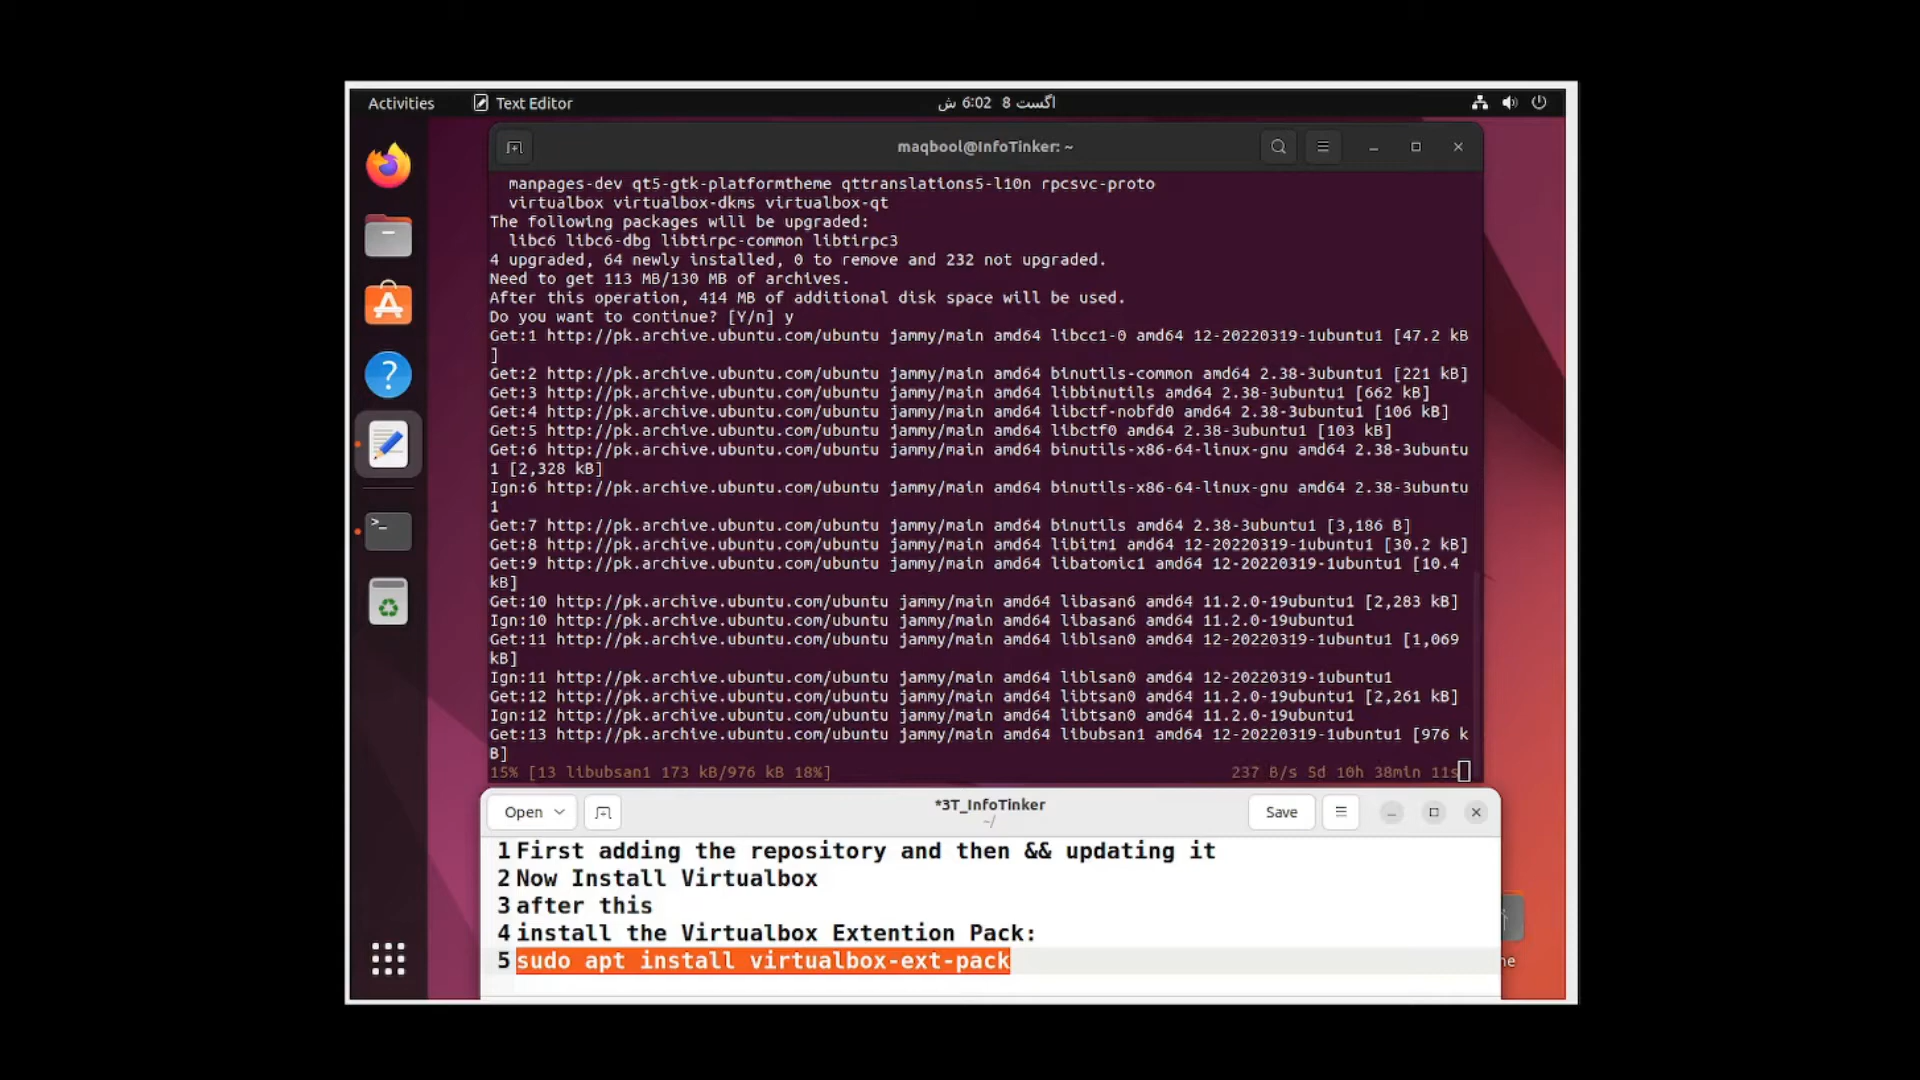 Activities
Text Editor
اگست 8 6:02 ش
maqbool@InfoTinker: ~
manpages-dev qt5-gtk-platformtheme qttranslations5-l10n rpcsvc-proto
virtualbox virtualbox-dkms virtualbox-qt
The following packages will be upgraded:
libc6 libc6-dbg libtirpc-common libtirpc3
4 upgraded, 64 newly installed, 0 to remove and 232 not upgraded.
Need to get 113 MB/130 MB of archives.
After this operation, 414 MB of additional disk space will be used.
Do you want to continue? [Y/n] y
Get:1 http://pk.archive.ubuntu.com/ubuntu jammy/main amd64 libcc1-0 amd64 12-20220319-1ubuntu1 [47.2 kB
]
Get:2 http://pk.archive.ubuntu.com/ubuntu jammy/main amd64 binutils-common amd64 2.38-3ubuntu1 [221 kB]
Get:3 http://pk.archive.ubuntu.com/ubuntu jammy/main amd64 libbinutils amd64 2.38-3ubuntu1 [662 kB]
Get:4 http://pk.archive.ubuntu.com/ubuntu jammy/main amd64 libctf-nobfd0 amd64 2.38-3ubuntu1 [106 kB]
Get:5 http://pk.archive.ubuntu.com/ubuntu jammy/main amd64 libctf0 amd64 2.38-3ubuntu1 [103 kB]
Get:6 http://pk.archive.ubuntu.com/ubuntu jammy/main amd64 binutils-x86-64-linux-gnu amd64 2.38-3ubuntu
1 [2,328 kB]
Ign:6 http://pk.archive.ubuntu.com/ubuntu jammy/main amd64 binutils-x86-64-linux-gnu amd64 2.38-3ubuntu
1
Get:7 http://pk.archive.ubuntu.com/ubuntu jammy/main amd64 binutils amd64 2.38-3ubuntu1 [3,186 B]
Get:8 http://pk.archive.ubuntu.com/ubuntu jammy/main amd64 libitm1 amd64 12-20220319-1ubuntu1 [30.2 kB]
Get:9 http://pk.archive.ubuntu.com/ubuntu jammy/main amd64 libatomic1 amd64 12-20220319-1ubuntu1 [10.4
kB]
Get:10 http://pk.archive.ubuntu.com/ubuntu jammy/main amd64 libasan6 amd64 11.2.0-19ubuntu1 [2,283 kB]
Ign:10 http://pk.archive.ubuntu.com/ubuntu jammy/main amd64 libasan6 amd64 11.2.0-19ubuntu1
Get:11 http://pk.archive.ubuntu.com/ubuntu jammy/main amd64 liblsan0 amd64 12-20220319-1ubuntu1 [1,069
kB]
Ign:11 http://pk.archive.ubuntu.com/ubuntu jammy/main amd64 liblsan0 amd64 12-20220319-1ubuntu1
Get:12 http://pk.archive.ubuntu.com/ubuntu jammy/main amd64 libtsan0 amd64 11.2.0-19ubuntu1 [2,261 kB]
Ign:12 http://pk.archive.ubuntu.com/ubuntu jammy/main amd64 libtsan0 amd64 11.2.0-19ubuntu1
Get:13 http://pk.archive.ubuntu.com/ubuntu jammy/main amd64 libubsan1 amd64 12-20220319-1ubuntu1 [976 k
B]
15% [13 libubsan1 173 kB/976 kB 18%] 237 B/s 5d 10h 38min 11s
Open
*3T_InfoTinker
~/
Save
1 First adding the repository and then && updating it
2 Now Install Virtualbox
3 after this
4 install the Virtualbox Extention Pack:
5 sudo apt install virtualbox-ext-pack
me